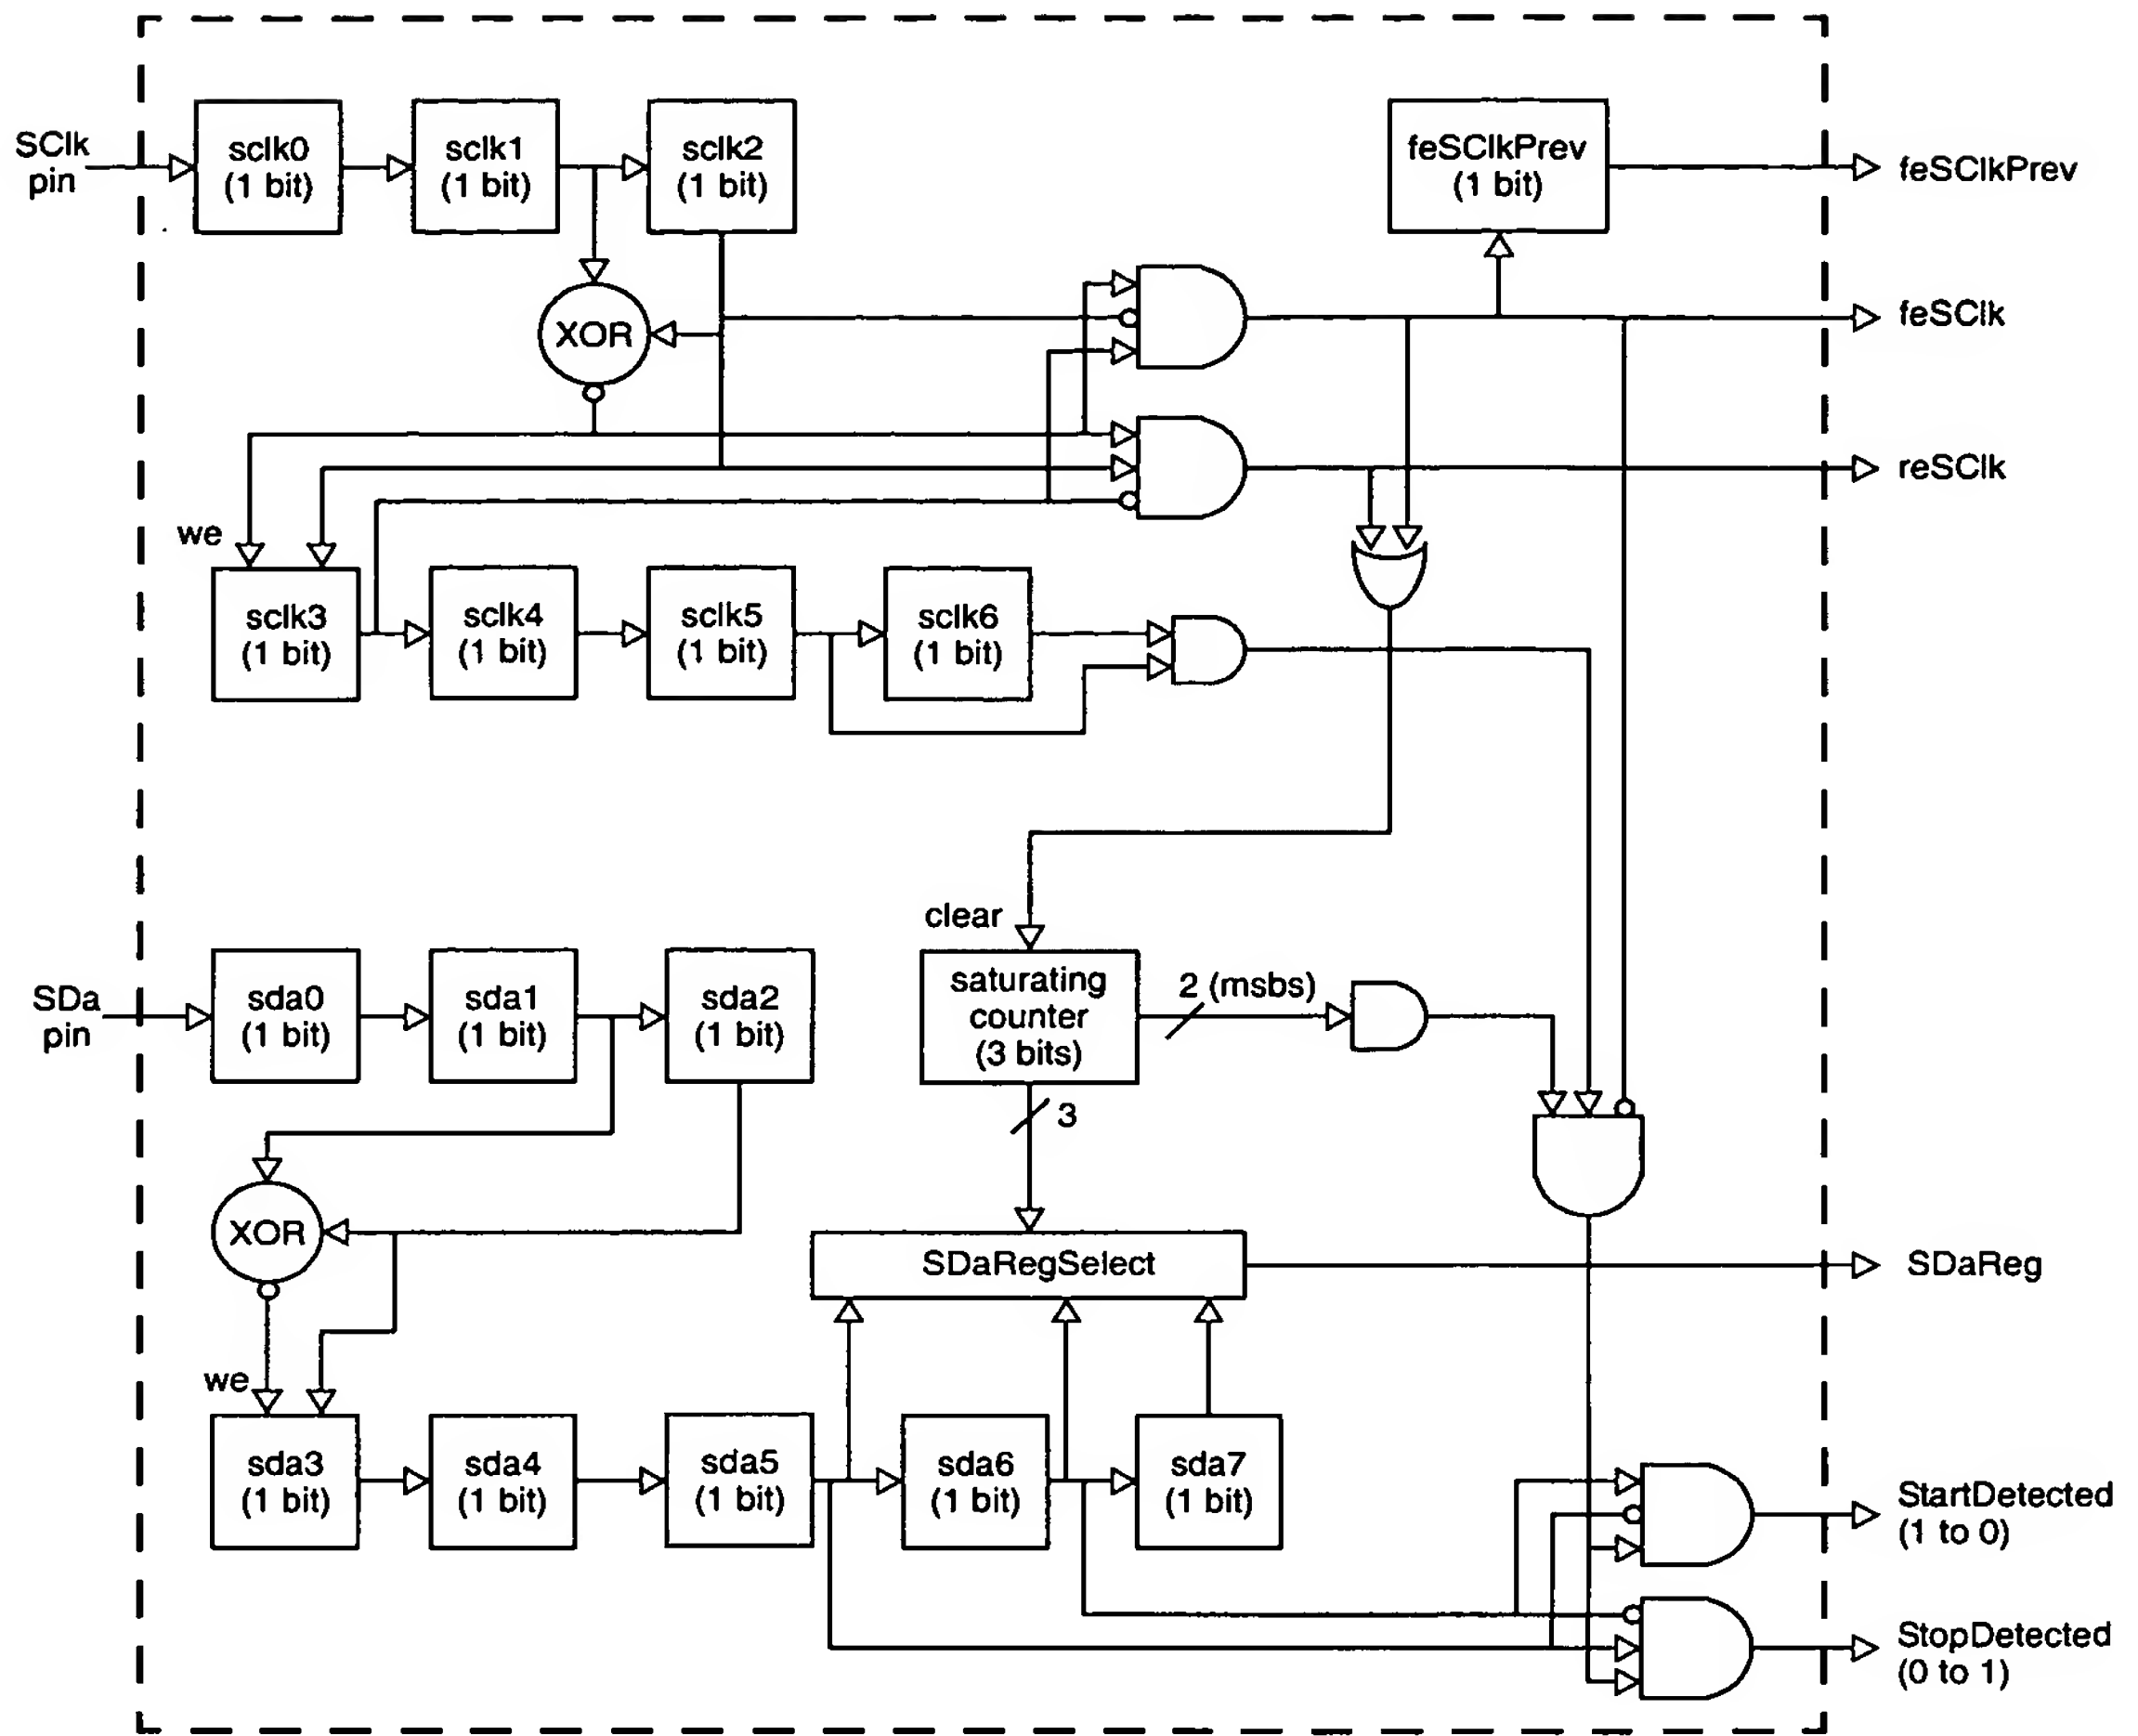 SClk
pin
sclk0
(1 bit)
sclk1
(1 bit)
sclk2
(1 bit)
feSClkPrev
(1 bit)
feSClkPrev
XOR
feSClk
reSClk
we
sclk3
(1 bit)
sclk4
(1 bit)
sclk5
(1 bit)
sclk6
(1 bit)
clear
SDa
pin
sda0
(1 bit)
sda1
(1 bit)
sda2
(1 bit)
saturating
counter
(3 bits)
2 (msbs)
3
XOR
SDaRegSelect
SDaReg
we
sda3
(1 bit)
sda4
(1 bit)
sda5
(1 bit)
sda6
(1 bit)
sda7
(1 bit)
StartDetected
(1 to 0)
StopDetected
(0 to 1)